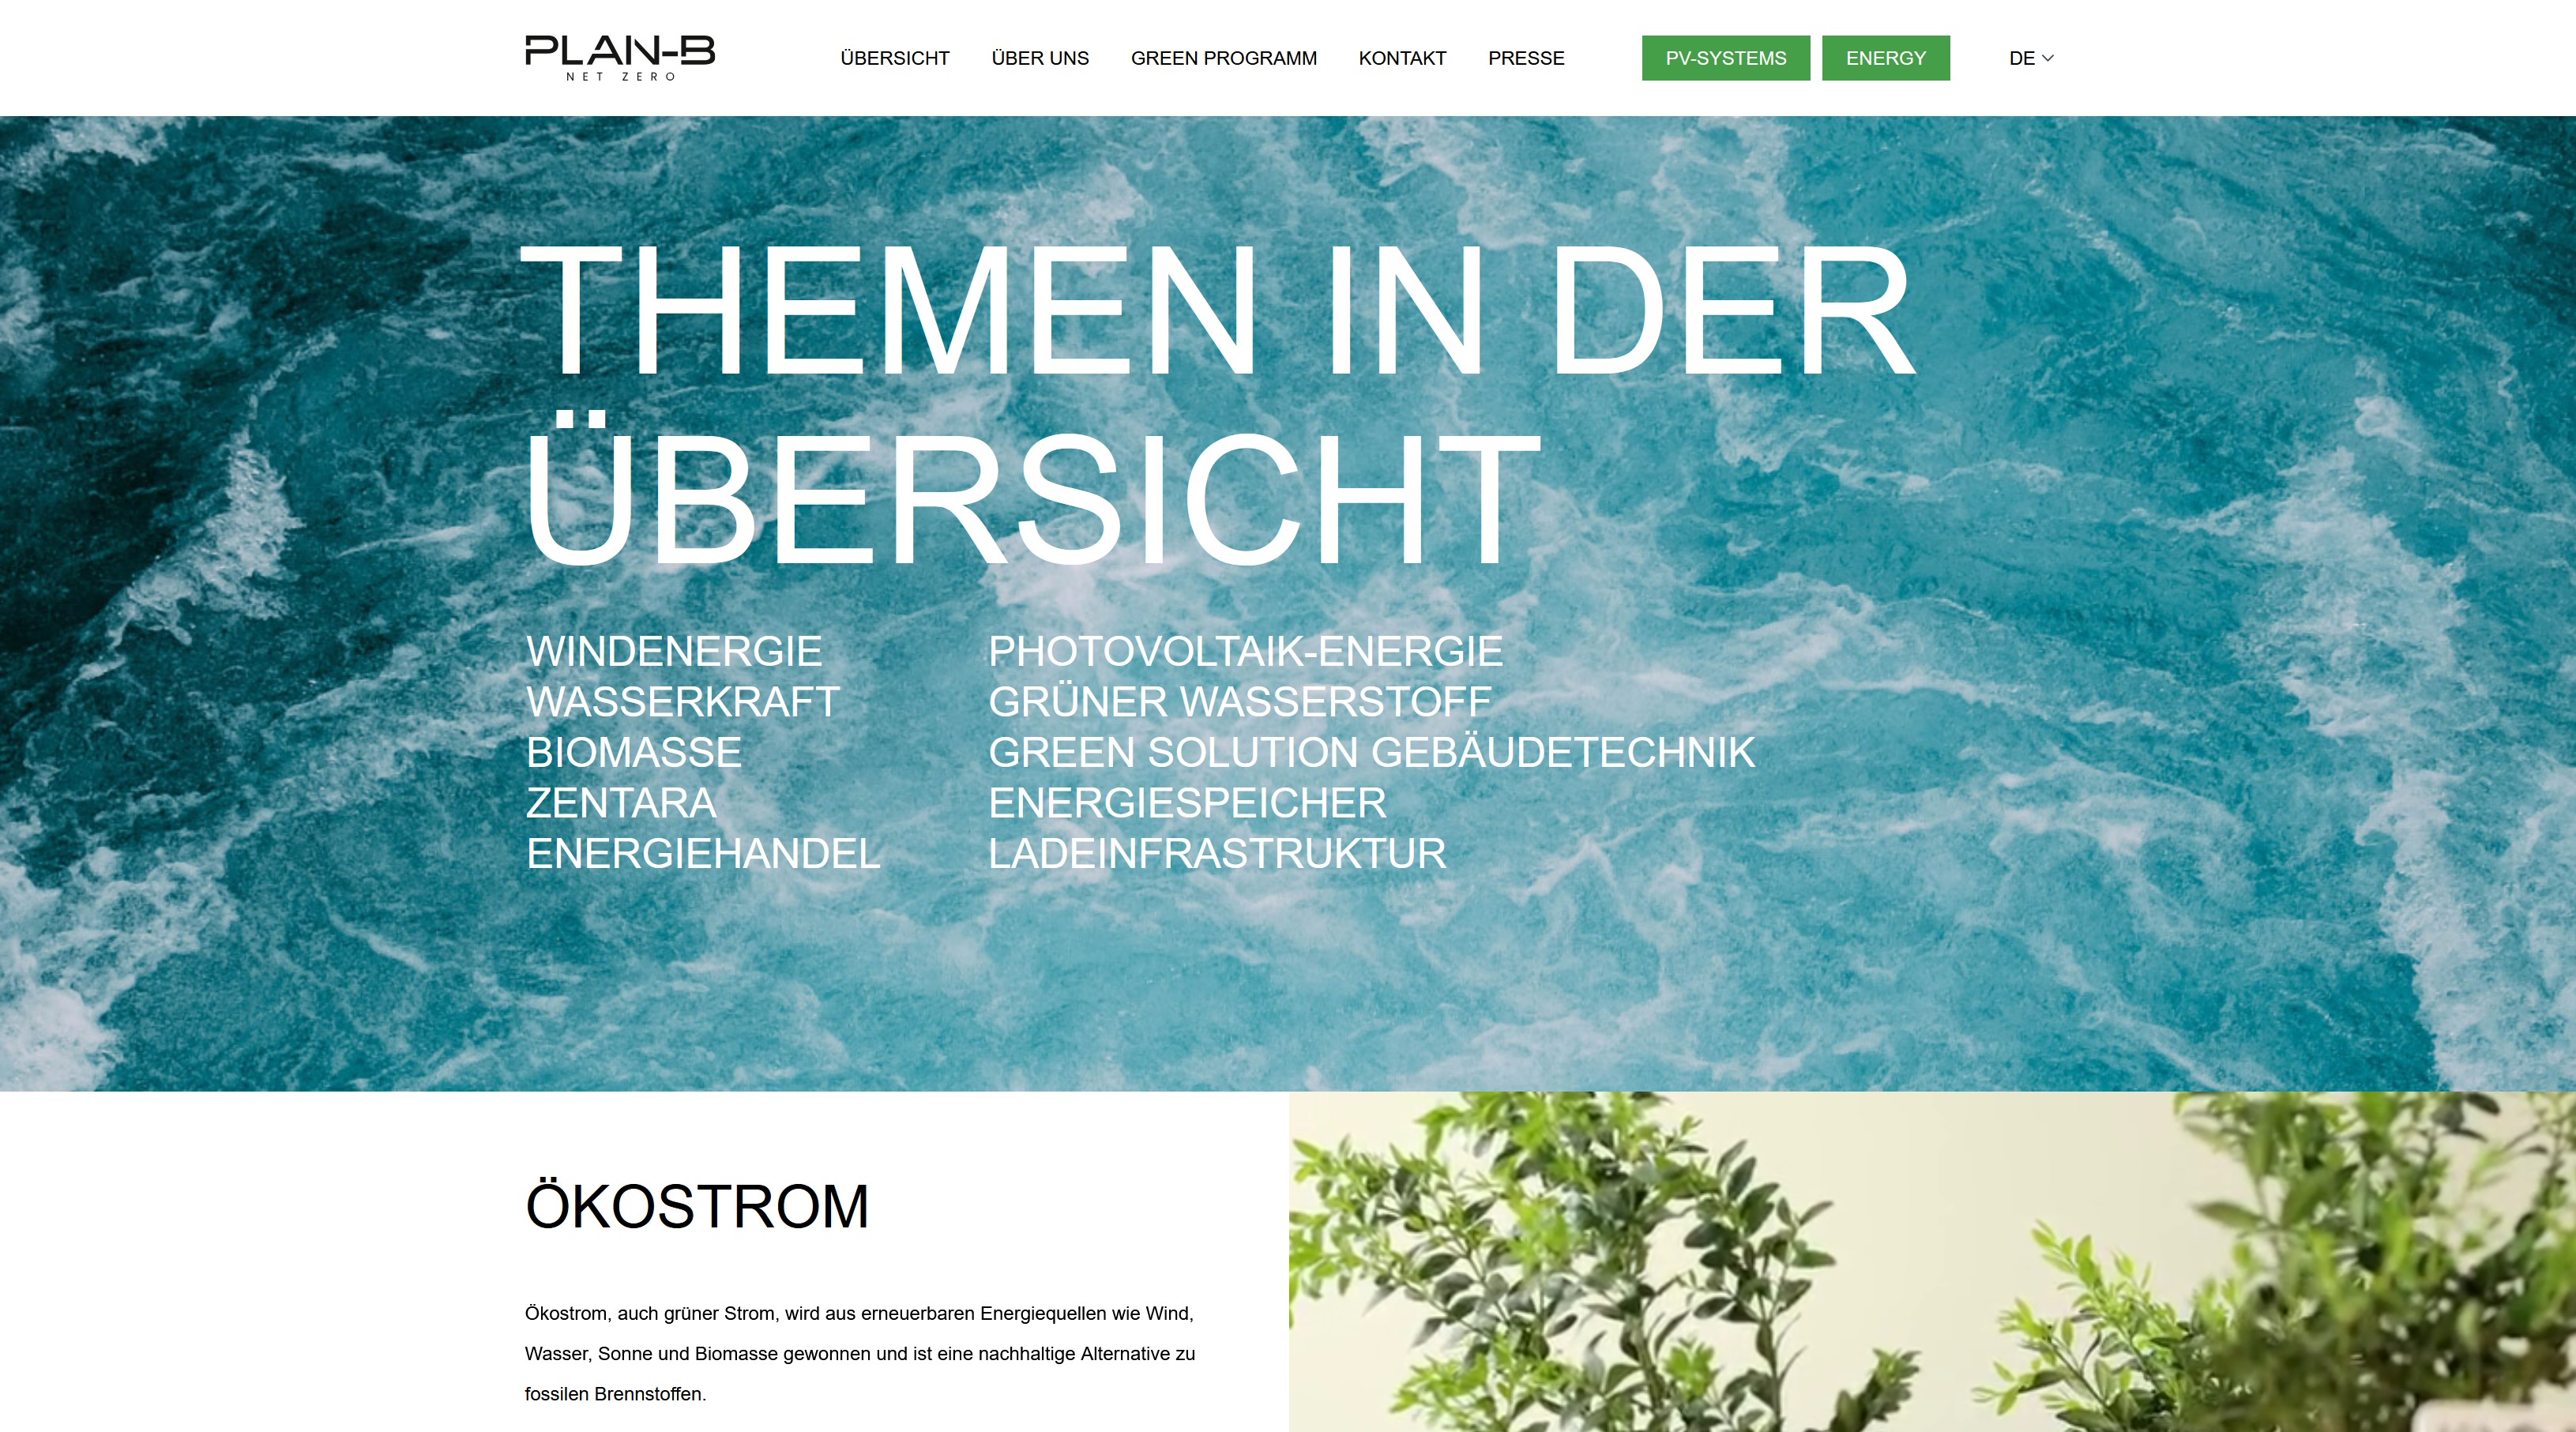 PLAN-B
NET ZERO
ÜBERSICHT
ÜBER UNS
GREEN PROGRAMM
KONTAKT
PRESSE
PV-SYSTEMS
ENERGY
DE
THEMEN IN DER
ÜBERSICHT
WINDENERGIE
WASSERKRAFT
BIOMASSE
ZENTARA
ENERGIEHANDEL
PHOTOVOLTAIK-ENERGIE
GRÜNER WASSERSTOFF
GREEN SOLUTION GEBÄUDETECHNIK
ENERGIESPEICHER
LADEINFRASTRUKTUR
ÖKOSTROM
Ökostrom, auch grüner Strom, wird aus erneuerbaren Energiequellen wie Wind,
Wasser, Sonne und Biomasse gewonnen und ist eine nachhaltige Alternative zu
fossilen Brennstoffen.